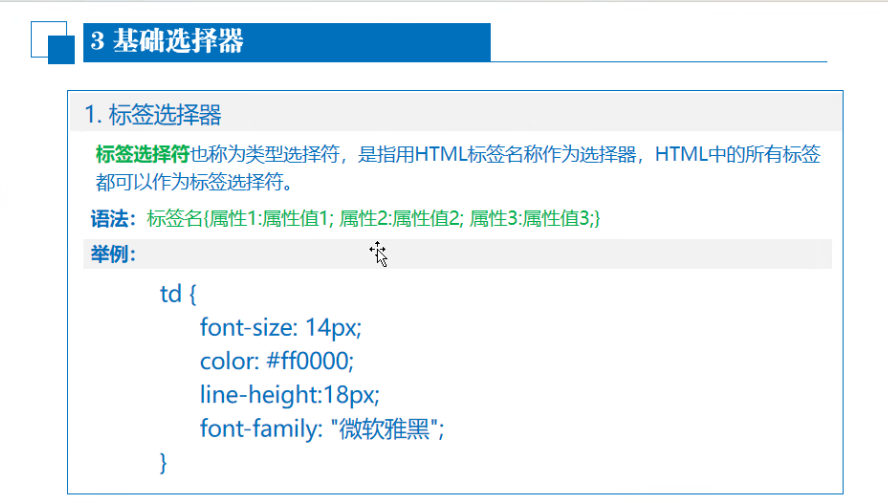 3 基础选择器
1. 标签选择器
标签选择符也称为类型选择符，是指用HTML标签名称作为选择器，HTML中的所有标签
都可以作为标签选择符。
语法：标签名{属性1:属性值1; 属性2:属性值2; 属性3:属性值3;}
举例：
td {
font-size: 14px;
color: #ff0000;
line-height:18px;
font-family: "微软雅黑";
}